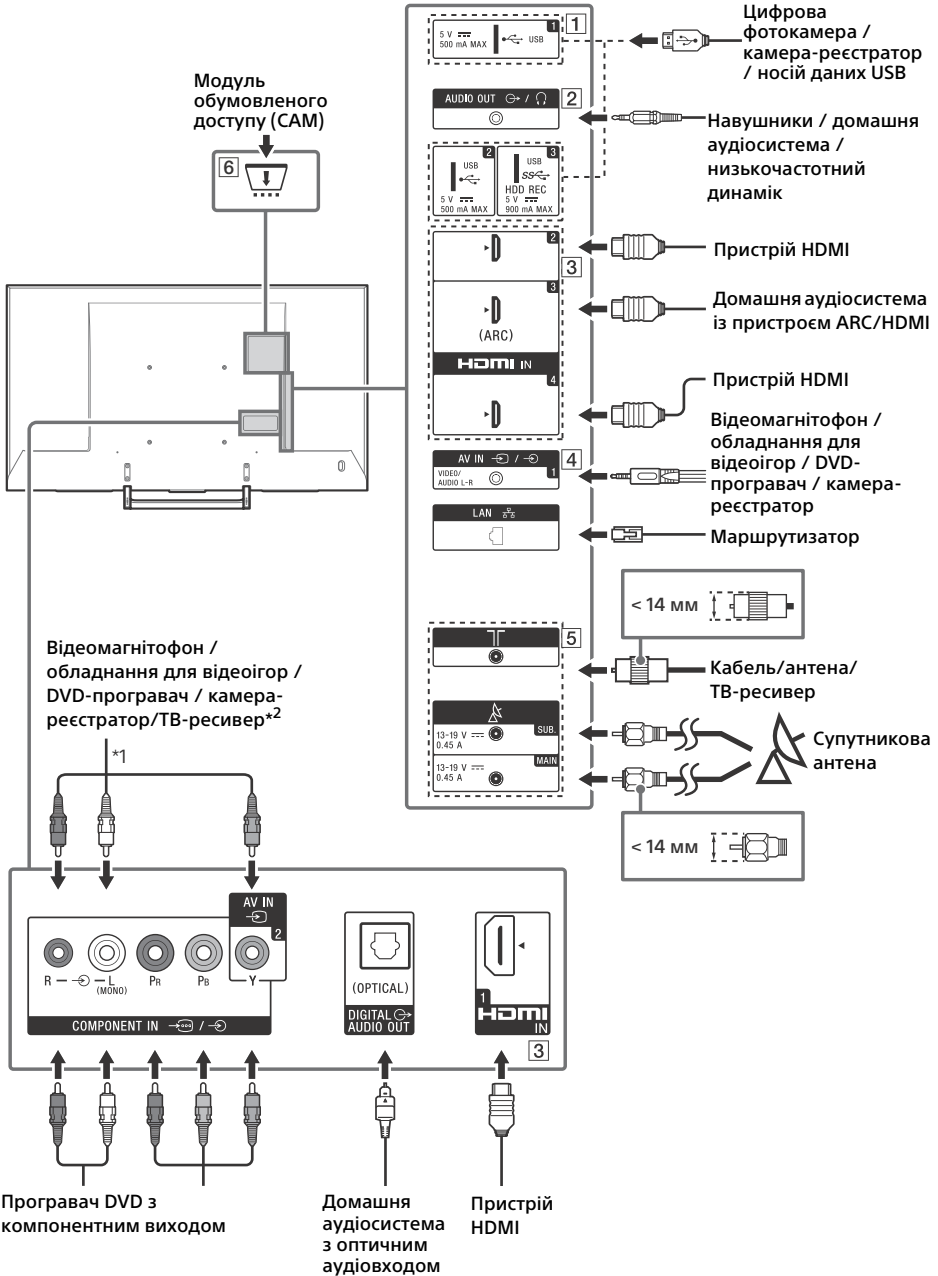 Цифрова
фотокамера /
камера-реєстратор
/ носій даних USB
1
5 V
500 mA MAX
USB
1
Модуль
обумовленого
доступу (CAM)
6
AUDIO OUT /
2
Навушники / домашня
аудіосистема /
низькочастотний
динамік
2
USB
5 V
500 mA MAX
3
USB
SS
HDD REC
5 V
900 mA MAX
2
3
Пристрій HDMI
3
(ARC)
Домашня аудіосистема
із пристроєм ARC/HDMI
HDMI IN
4
Пристрій HDMI
AV IN /
VIDEO/
AUDIO L-R
1
4
Відеомагнітофон /
обладнання для
відеоігор / DVD-
програвач / камера-
реєстратор
LAN
Маршрутизатор
< 14 мм
5
Кабель/антена/
ТВ-ресивер
SUB.
13-19 V
0.45 A
MAIN
13-19 V
0.45 A
Супутникова
антена
< 14 мм
Відеомагнітофон /
обладнання для відеоігор /
DVD-програвач / камера-
реєстратор/ТВ-ресивер*2
*1
AV IN
2
R L
(MONO)
PR
PB
Y
COMPONENT IN /
(OPTICAL)
DIGITAL
AUDIO OUT
1
HDMI
IN
3
Програвач DVD з
компонентним виходом
Домашня
аудіосистема
з оптичним
аудіовходом
Пристрій
HDMI